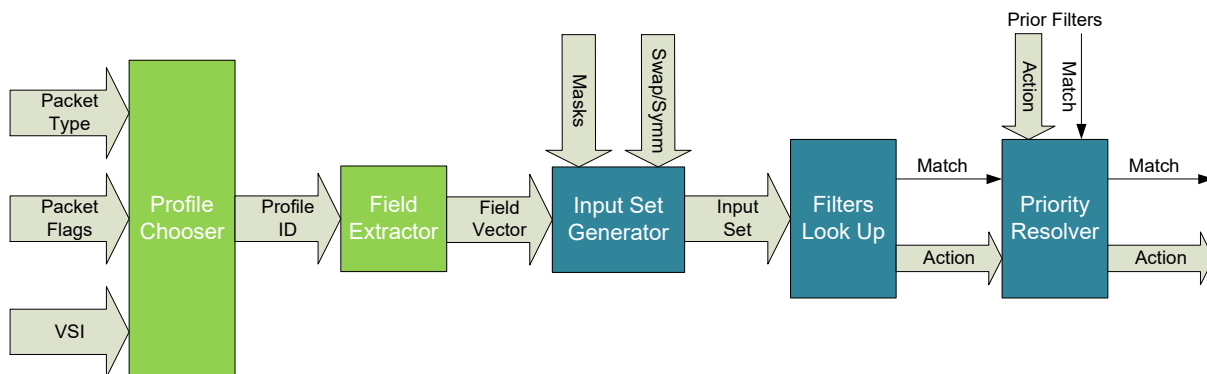 Packet
Type
Packet
Flags
VSI
Profile
Chooser
Profile
ID
Field
Extractor
Field
Vector
Masks
Swap/Symm
Input Set
Generator
Input
Set
Filters
Look Up
Match
Action
Prior Filters
Action
Match
Priority
Resolver
Match
Action